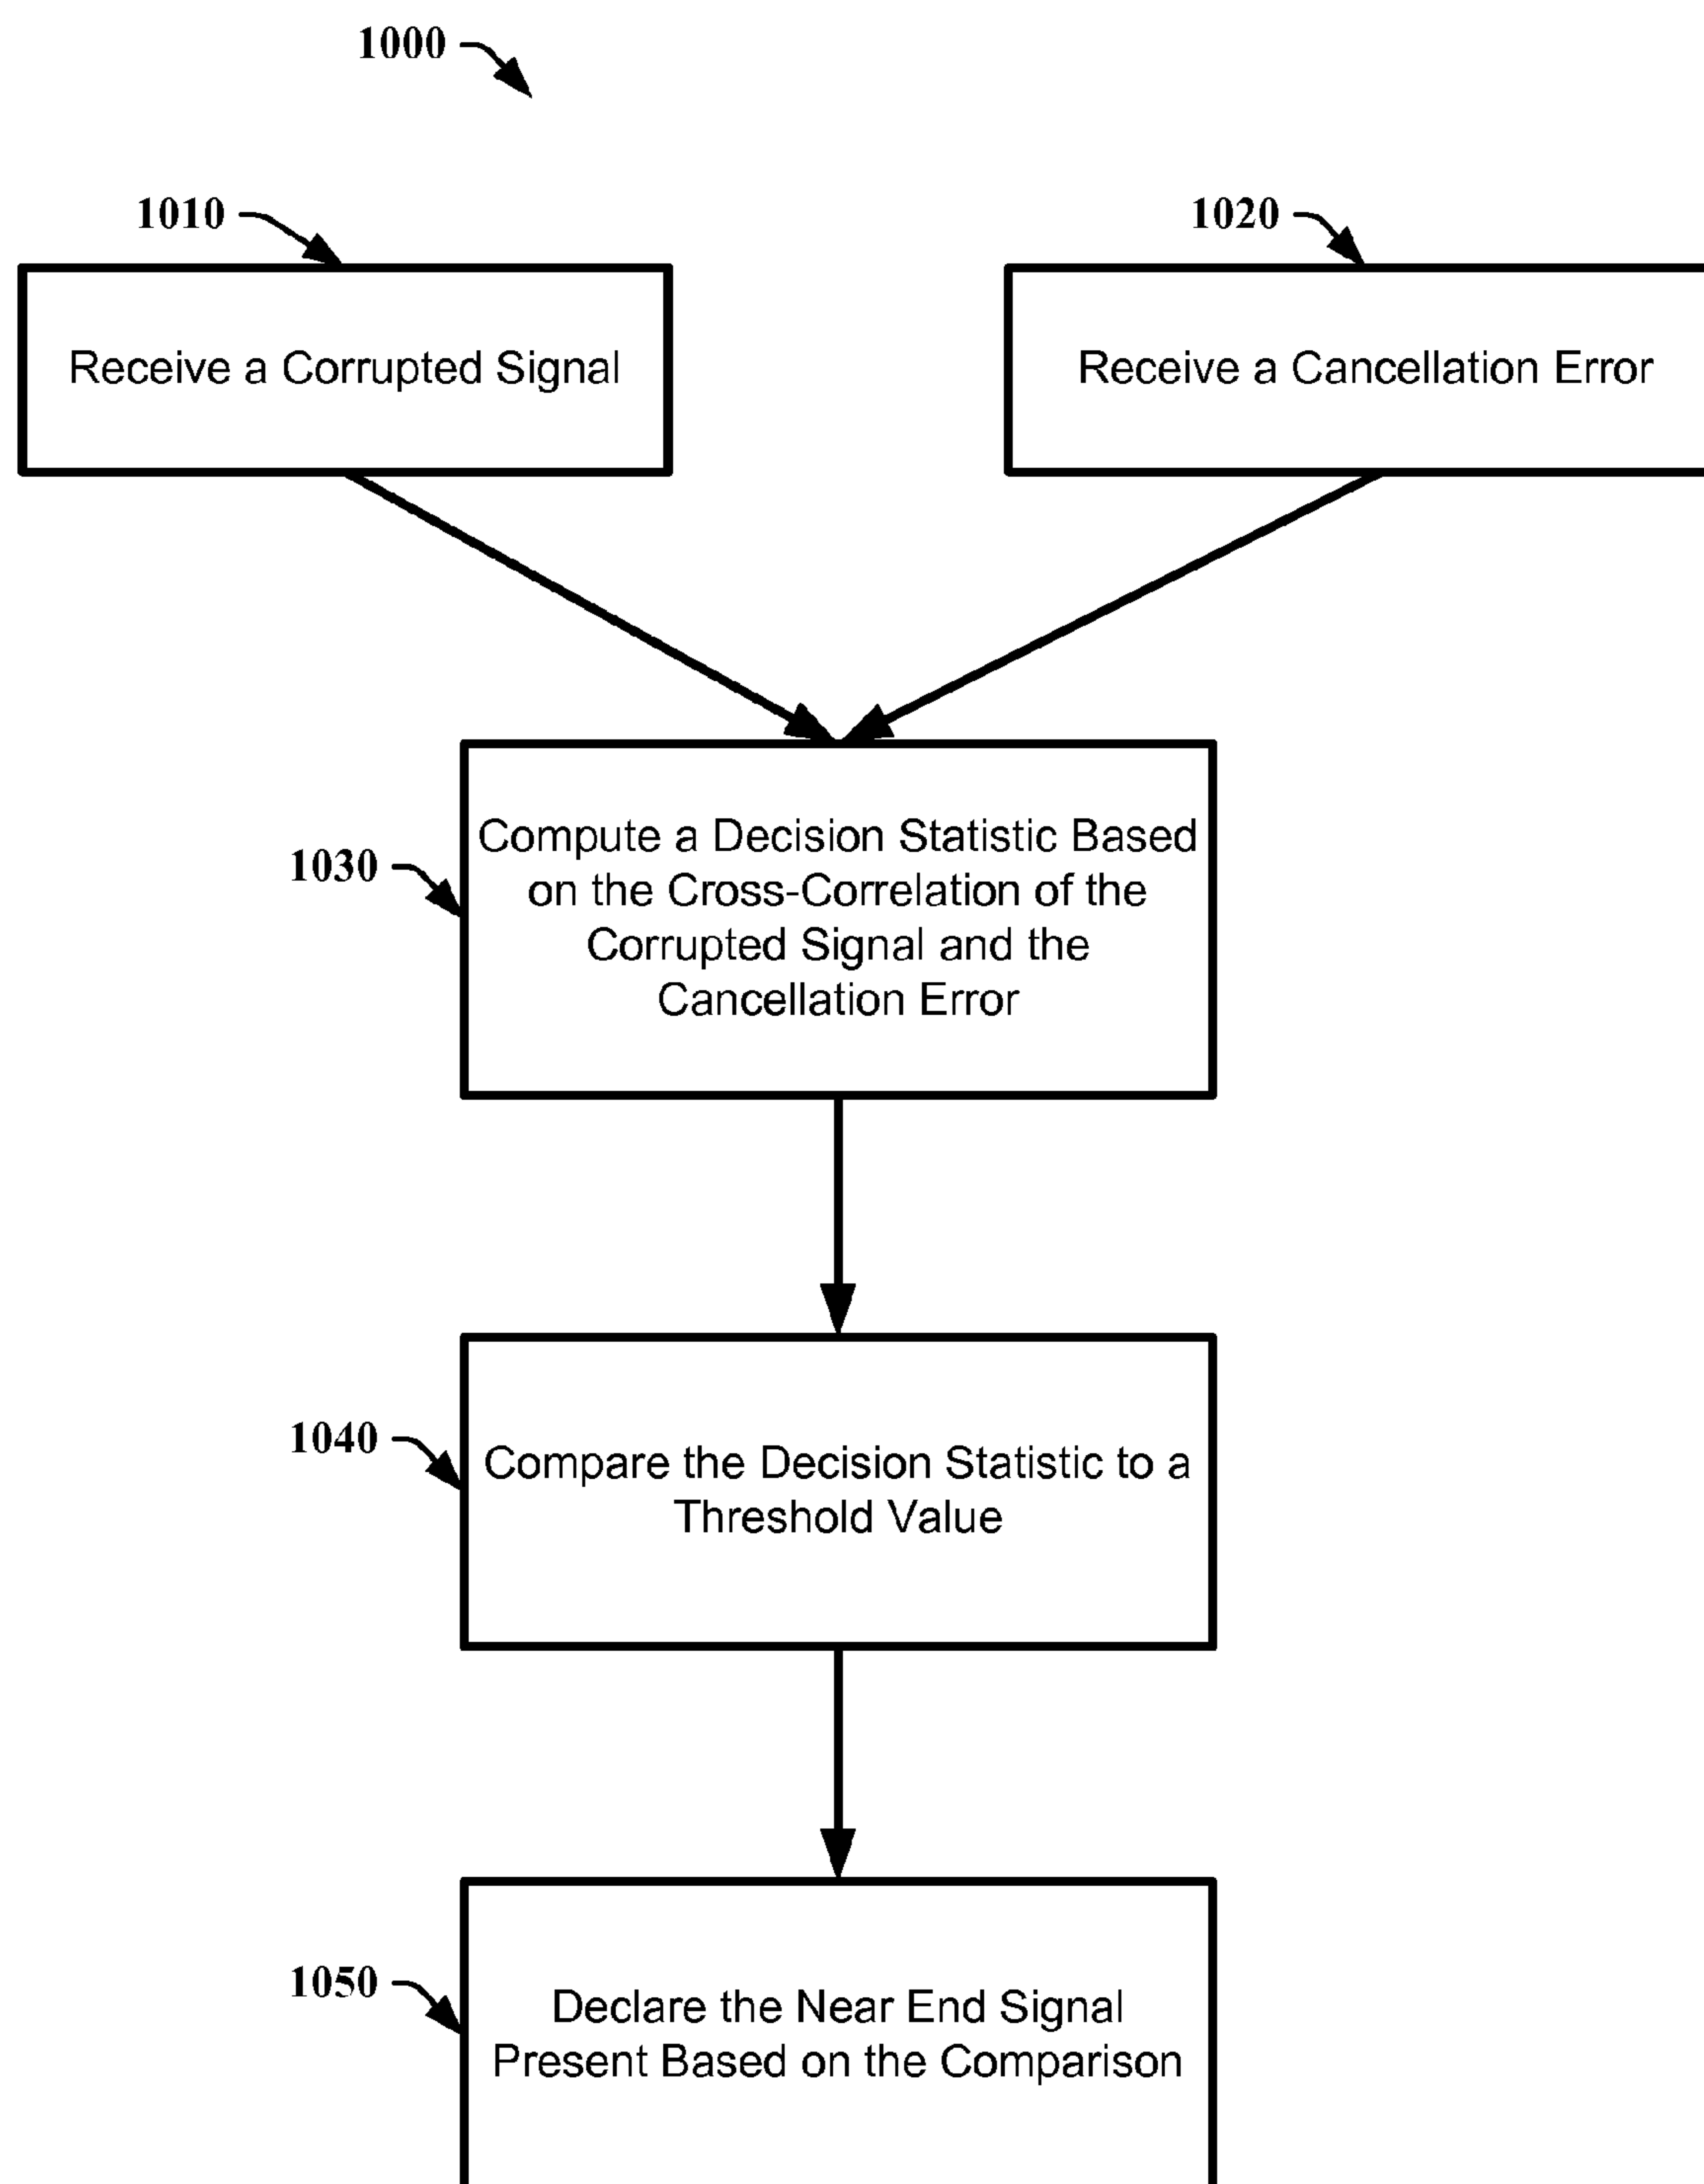 1000
1010
1020
Receive a Corrupted Signal
Receive a Cancellation Error
1030
Compute a Decision Statistic Based
on the Cross-Correlation of the
Corrupted Signal and the
Cancellation Error
1040
Compare the Decision Statistic to a
Threshold Value
1050
Declare the Near End Signal
Present Based on the Comparison